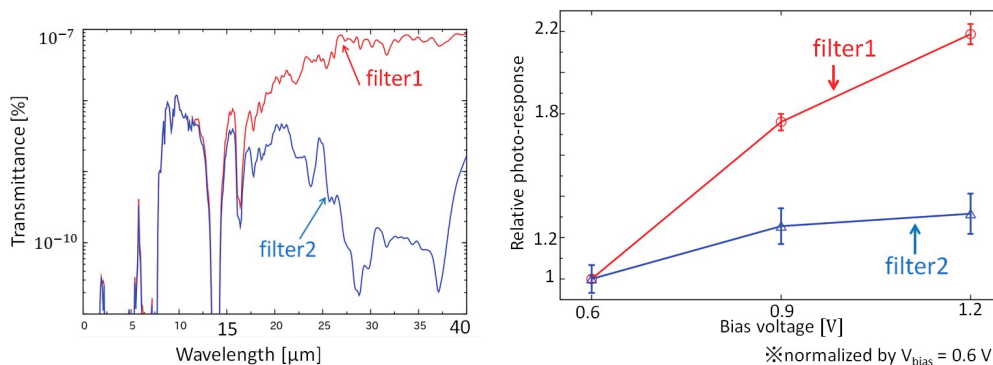 10⁻⁷
10⁻¹⁰
Transmittance [%]
filter1
filter2
0 5 10 15 20 25 30 35 40
Wavelength [μm]
2.2
1.8
1.2
1
Relative photo-response
filter1
filter2
0.6 0.9 1.2
Bias voltage [V]
※normalized by V_bias = 0.6 V